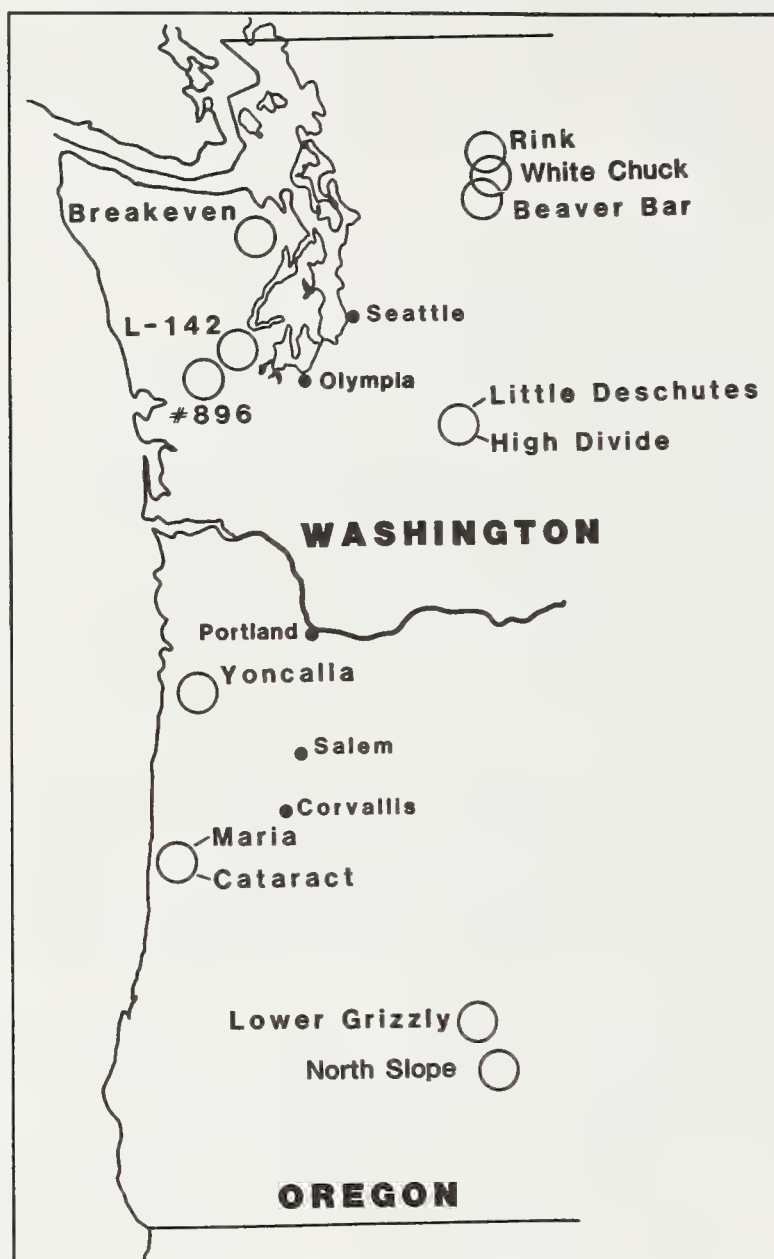 Rink
White Chuck
Beaver Bar
Breakeven
L-142
Seattle
Olympia
#896
Little Deschutes
High Divide
WASHINGTON
Portland
Yoncalla
Salem
Corvallis
Maria
Cataract
Lower Grizzly
North Slope
OREGON